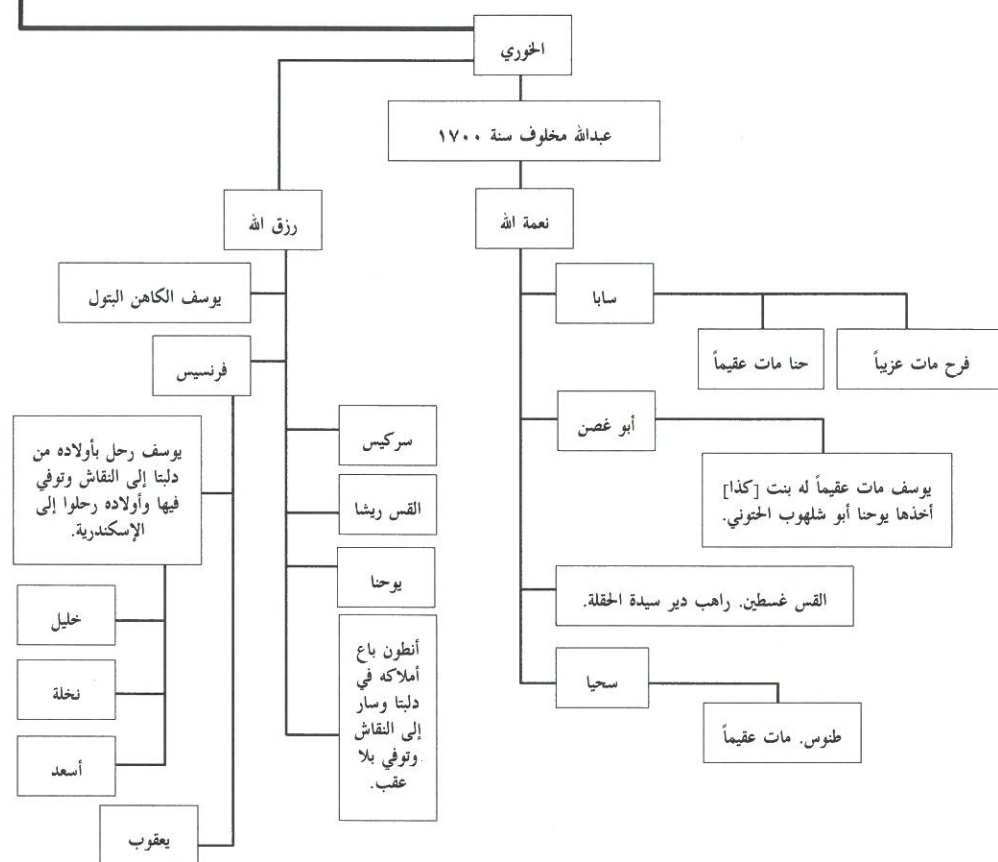 الخوري
عبدالله مخلوف سنة ١٧٠٠
نعمة الله
سابا
فرح مات عزيباً
حنا مات عقيماً
أبو غصن
يوسف مات عقيماً له بنت [كذا]
أخذها يوحنا أبو شلهوب الحتوني.
القس غسطين. راهب دير سيدة الحقلة.
سحيا
طنوس. مات عقيماً
رزق الله
يوسف الكاهن البتول
فرنسيس
سركيس
القس ريشا
يوحنا
أنطون باع
أملاكه في
دلبتا وسار
إلى النقاش
وتوفي بلا
عقب.
يوسف رحل بأولاده من
دلبتا إلى النقاش وتوفي
فيها وأولاده رحلوا إلى
الإسكندرية.
خليل
نخلة
أسعد
يعقوب